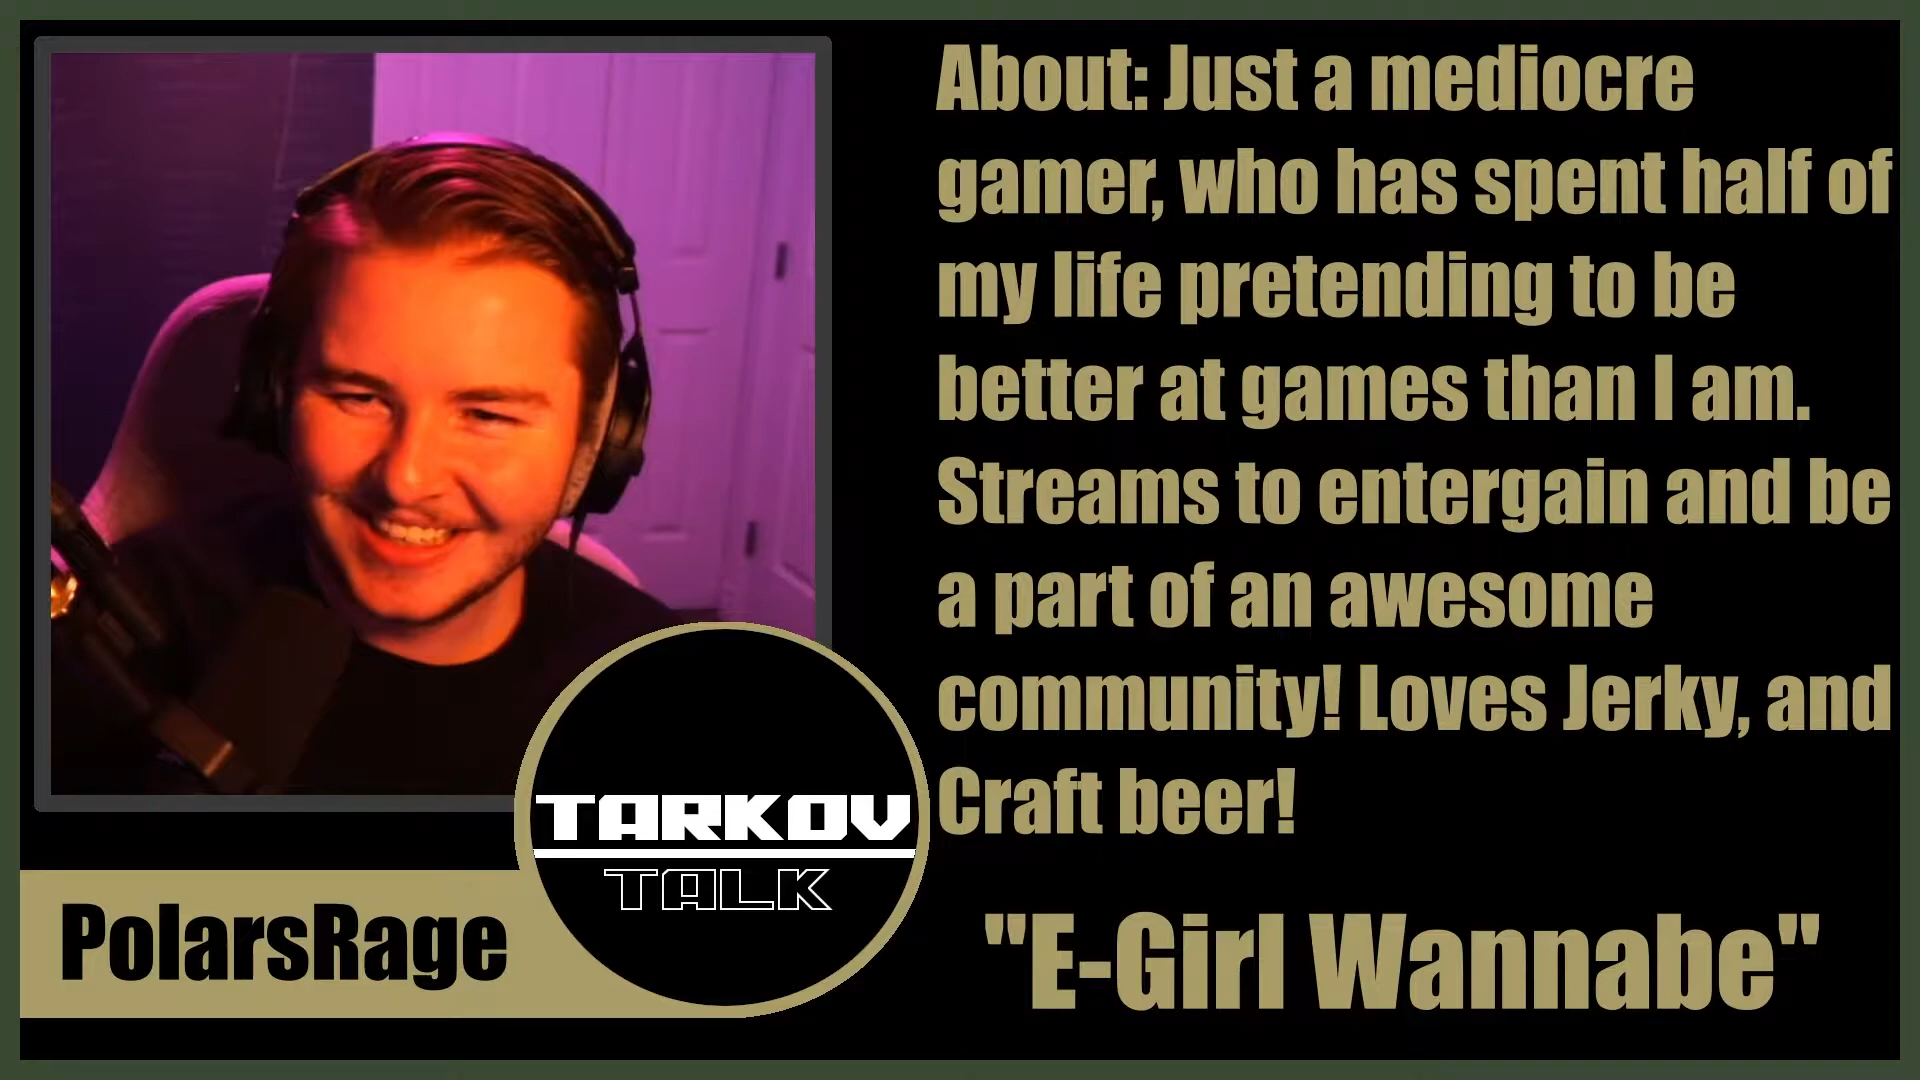 About: Just a mediocre
gamer, who has spent half of
my life pretending to be
better at games than I am.
Streams to entergain and be
a part of an awesome
community! Loves Jerky, and
Craft beer!
TARKOV
TALK
PolarsRage
"E-Girl Wannabe"